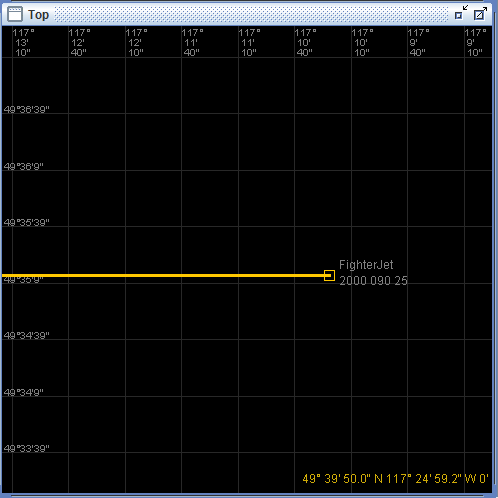 Top
117° 117° 117° 117° 117° 117° 117° 117° 117°
13' 12' 12' 11' 11' 10' 10' 9' 9'
10" 40" 10" 40" 10" 40" 10" 40" 10"
49°36'39"
49°36'9"
49°35'39"
FighterJet
49°35'9"
2000 090 25
49°34'39"
49°34'9"
49°33'39"
49° 39' 50.0" N 117° 24' 59.2" W 0'